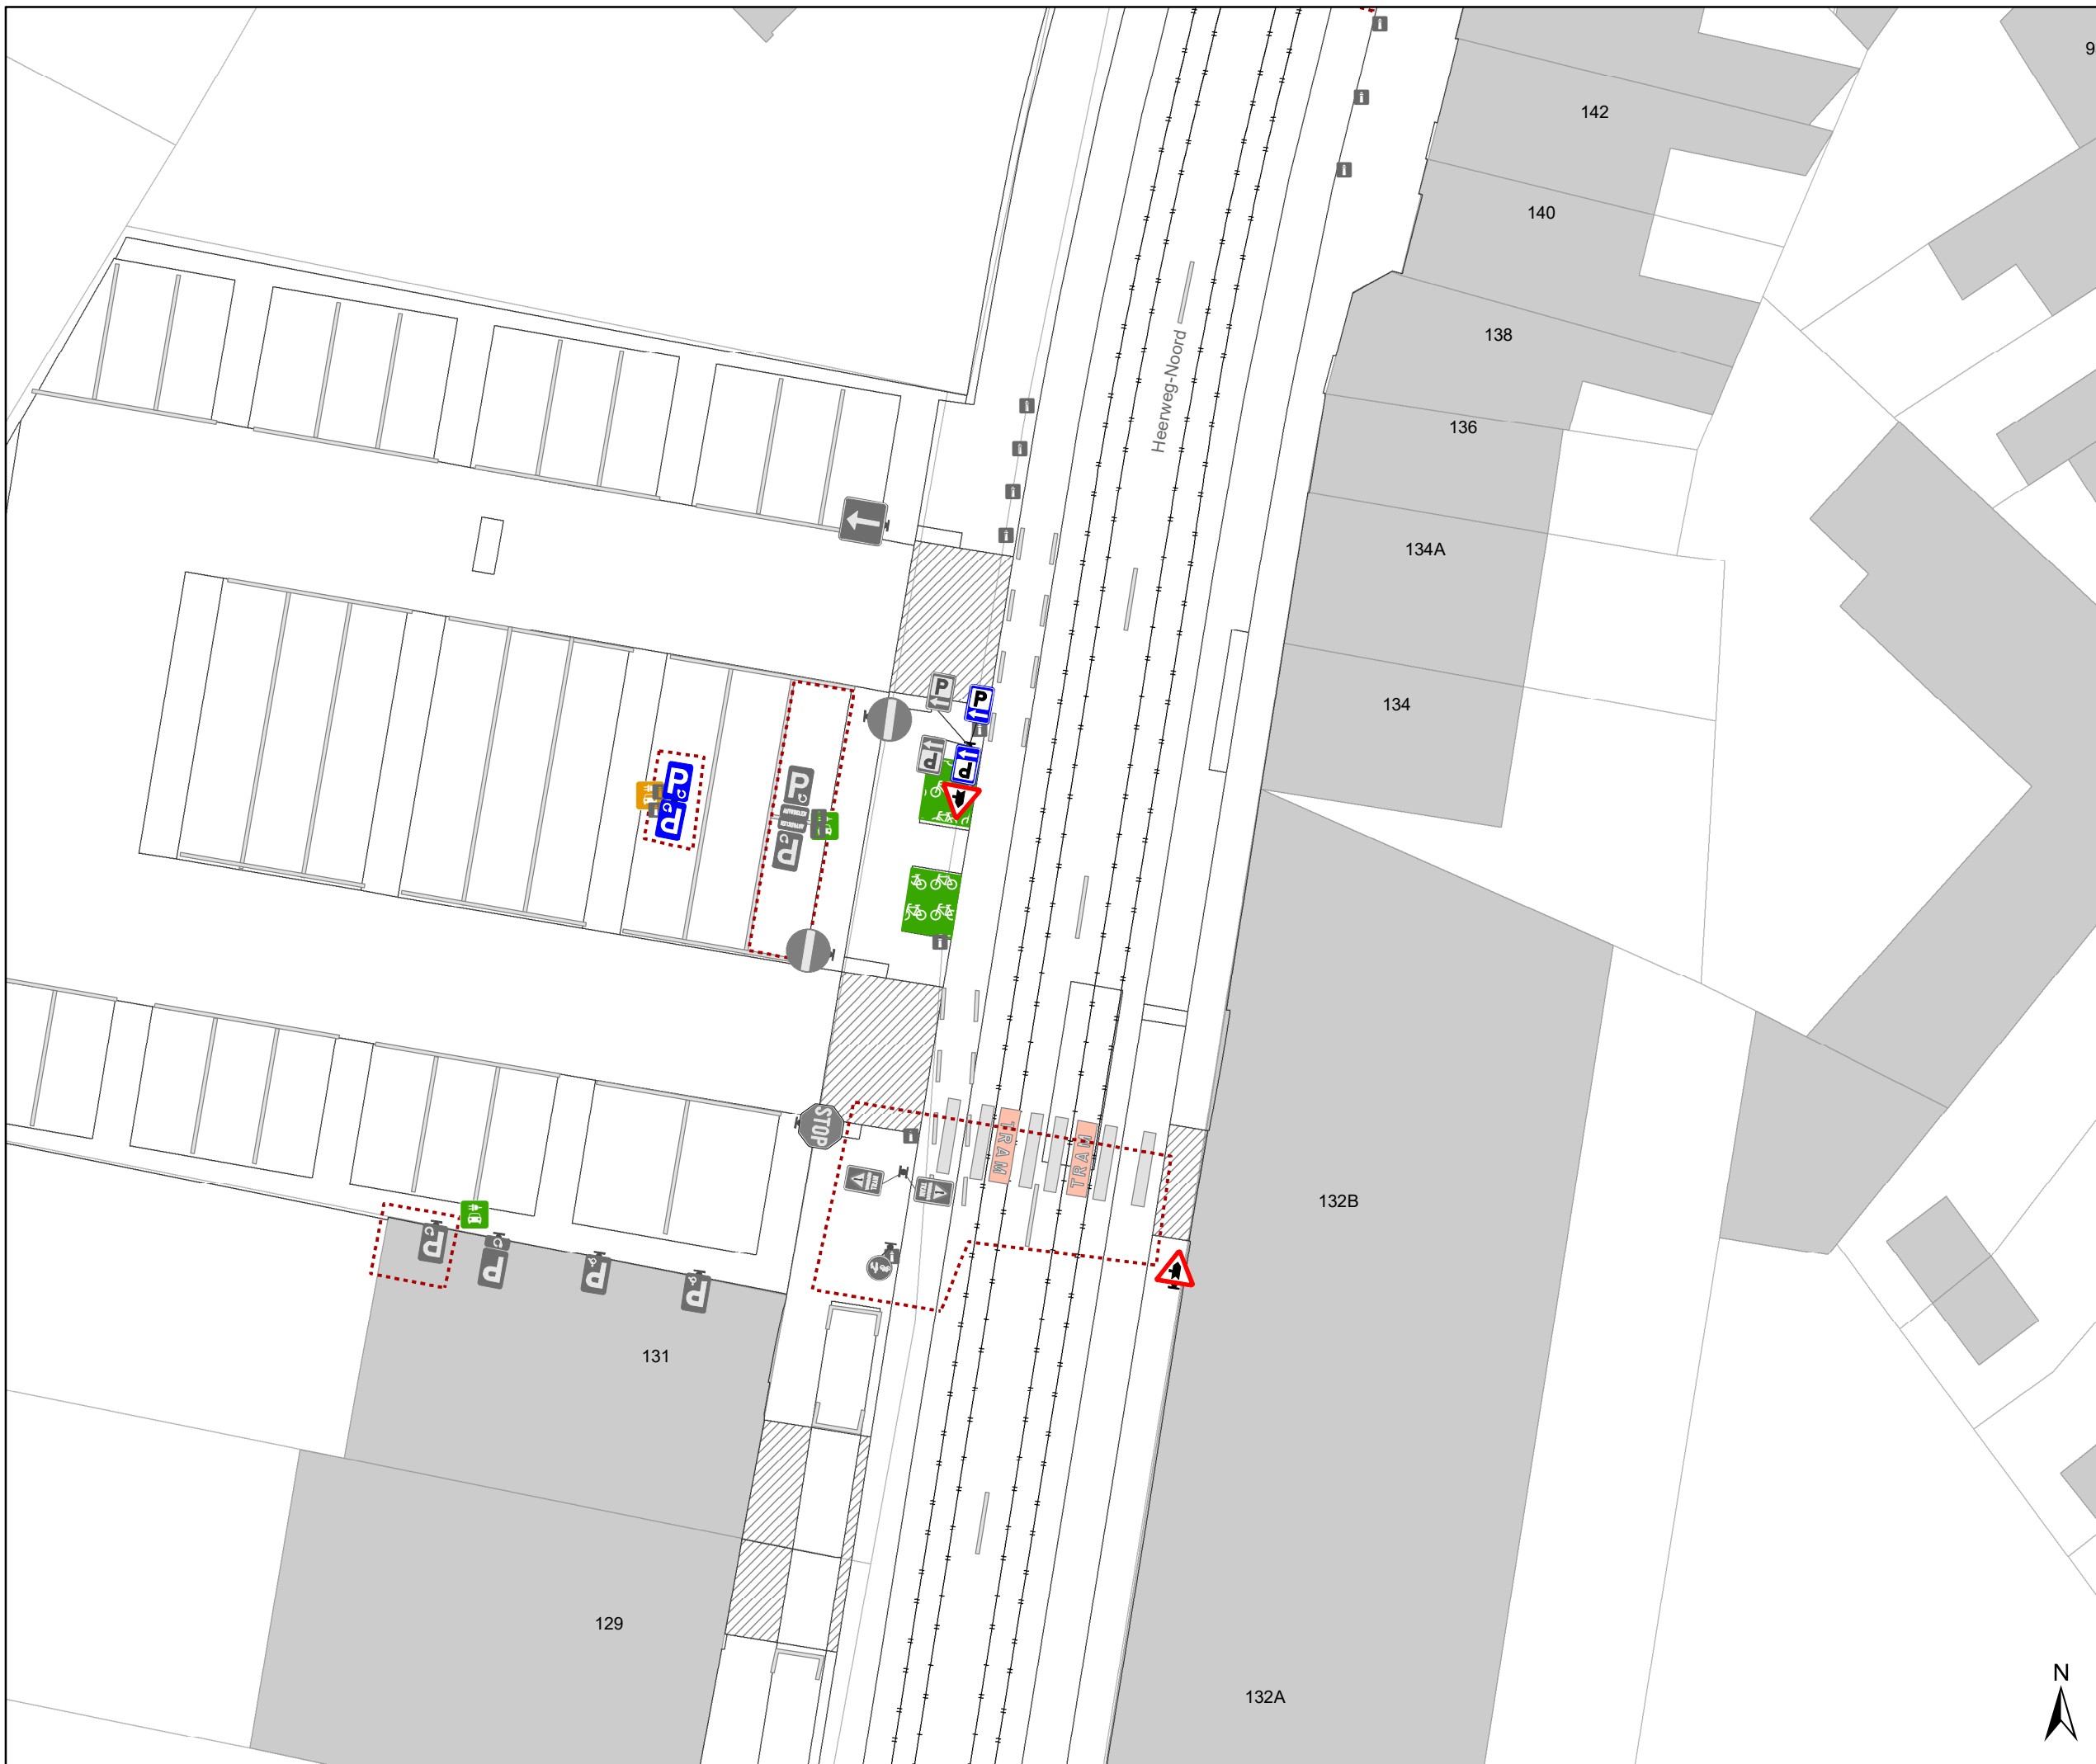 9
142
140
138
Heerweg-Noord
136
134A
P
P
134
P
P
P
P
P
P
TRAM
TRAM
STOP
132B
P
P
P
P
131
129
132A
N